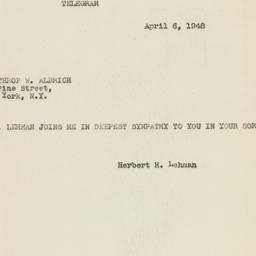 TELEGRAM
April 6, 1948
THROP W. ALDRICH
Pine Street,
York, N.Y.
. LEHMAN JOINS ME IN DEEPEST SYMPATHY TO YOU IN YOUR SOR
Herbert H. Lehman